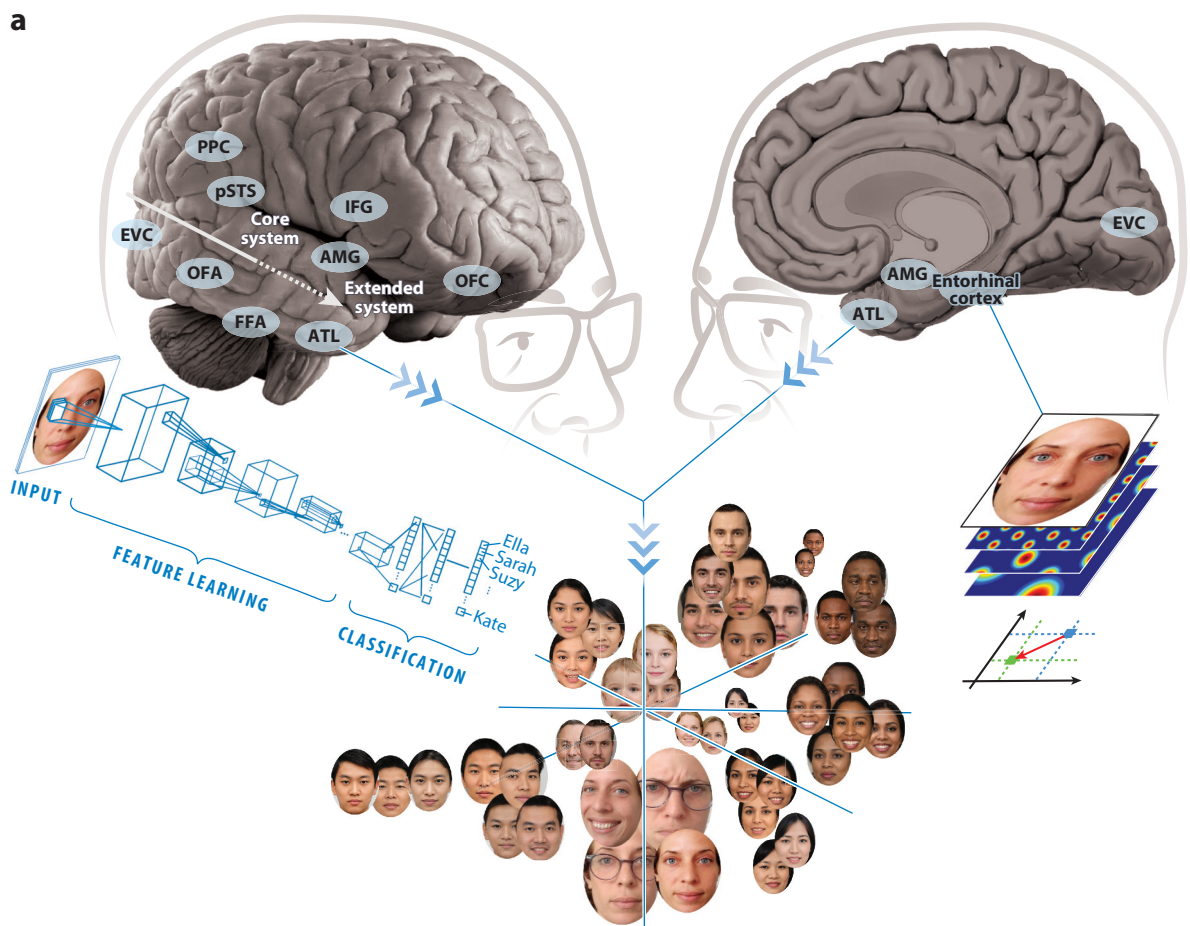 a
PPC
pSTS
IFG
Core
system
EVC
AMG
OFA
OFC
Extended
system
FFA
ATL
EVC
AMG
Entorhinal
cortex
ATL
INPUT
FEATURE LEARNING
CLASSIFICATION
Ella
Sarah
Suzy
Kate